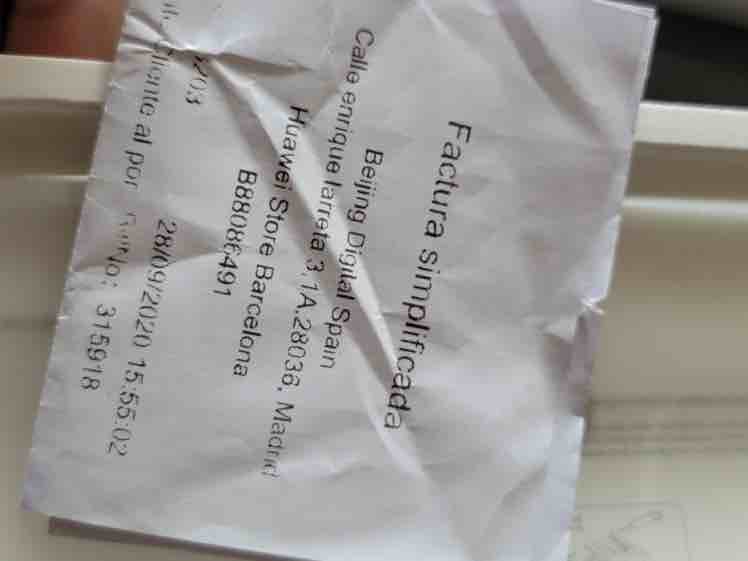 Factura simplificada
Beijing Digital Spain
Calle enrique larreta 3,1A.28036. Madrid
Huawei Store Barcelona
B88086491
28/09/2020 15:55:02
Cliente al por
315918